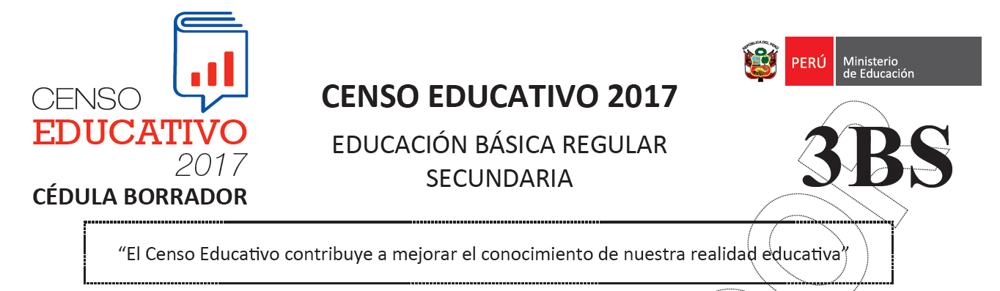 CENSO
EDUCATIVO
2017
CÉDULA BORRADOR
CENSO EDUCATIVO 2017
EDUCACIÓN BÁSICA REGULAR
SECUNDARIA
REPÚBLICA DEL PERÚ
PERÚ
Ministerio
de Educación
3BS
“El Censo Educativo contribuye a mejorar el conocimiento de nuestra realidad educativa”